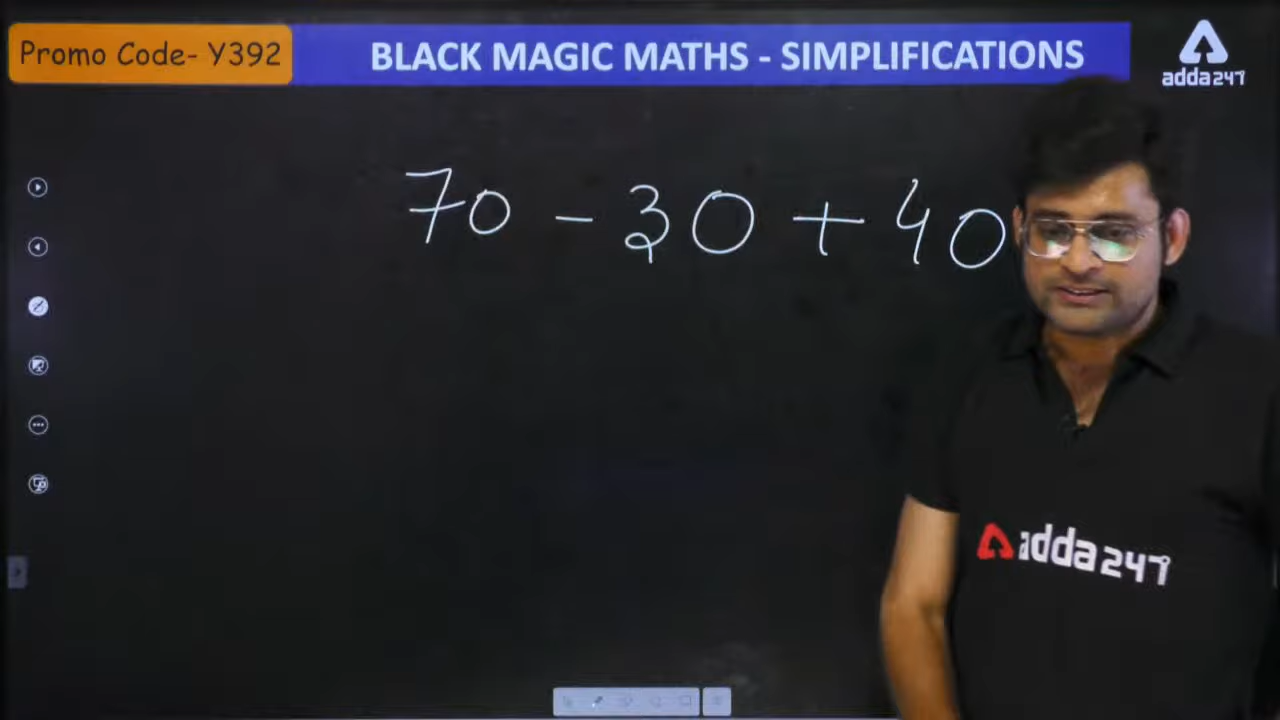 Promo Code- Y392
BLACK MAGIC MATHS - SIMPLIFICATIONS
adda247
70 - 30 + 40
adda247